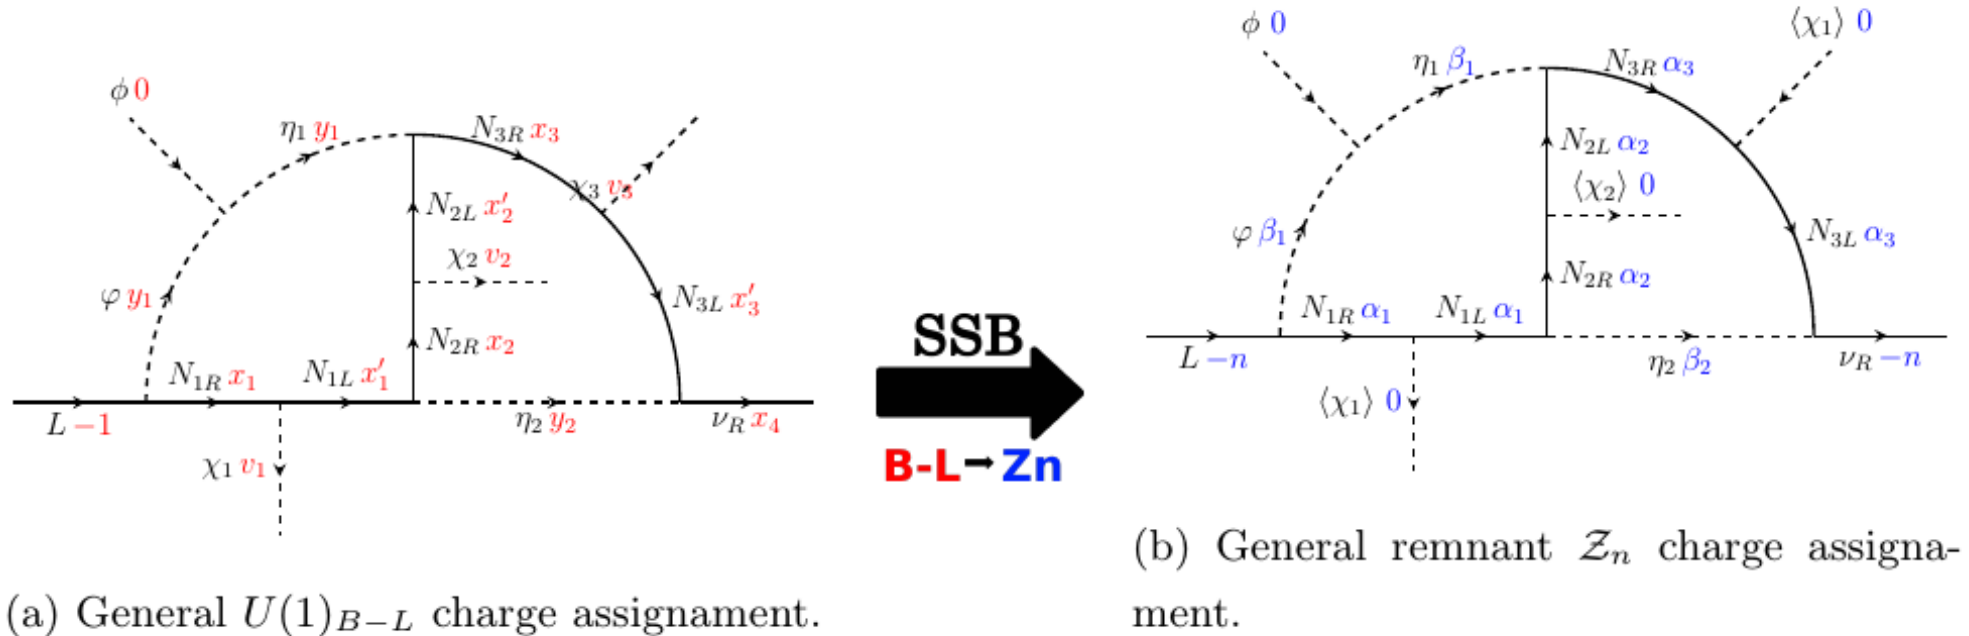 ϕ 0
η₁ y₁
N₃R x₃
χ₃ v₃
N₂L x′₂
χ₂ v₂
φ y₁
N₃L x′₃
N₂R x₂
N₁R x₁
N₁L x′₁
L −1
η₂ y₂
ν_R x₄
χ₁ v₁
(a) General U(1)_{B−L} charge assignament.
SSB
B-L→Zn
ϕ 0
⟨χ₁⟩ 0
η₁ β₁
N₃R α₃
N₂L α₂
⟨χ₂⟩ 0
φ β₁
N₃L α₃
N₂R α₂
N₁R α₁
N₁L α₁
L −n
η₂ β₂
ν_R −n
⟨χ₁⟩ 0
(b) General remnant 𝒵ₙ charge assigna-
ment.